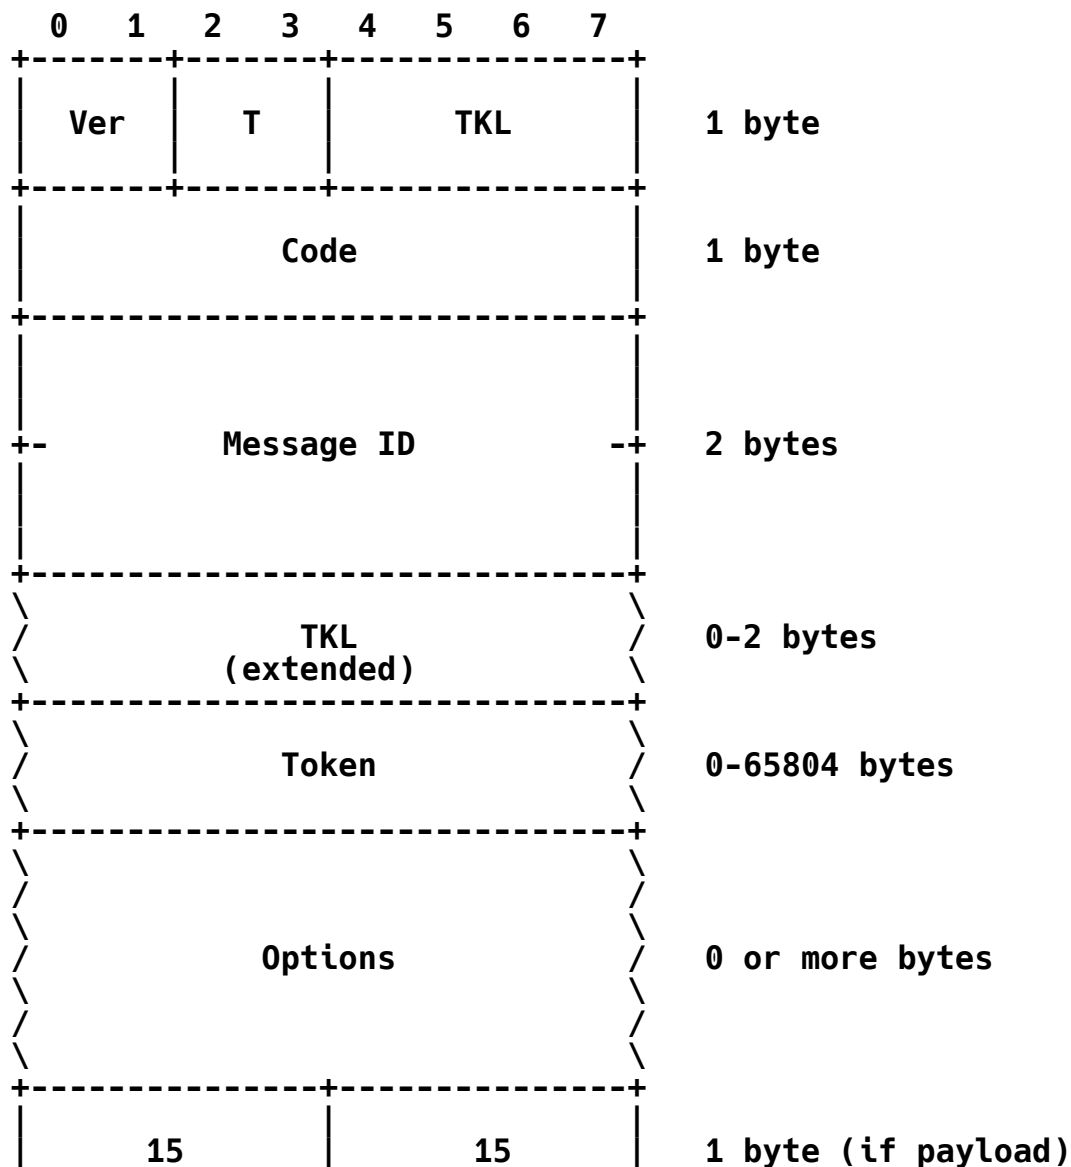 0 1 2 3 4 5 6 7
+-------+-------+---------------+
| Ver | T | TKL | 1 byte
+-------+-------+---------------+
| Code | 1 byte
+-------------------------------+
+- Message ID -+ 2 bytes
+-------------------------------+
\ \
/ TKL / 0-2 bytes
\ (extended) \
+-------------------------------+
\ \
/ Token / 0-65804 bytes
\ \
+-------------------------------+
\ \
/ /
\ \
/ Options / 0 or more bytes
\ \
/ /
\ \
+---------------+---------------+
| 15 | 15 | 1 byte (if payload)